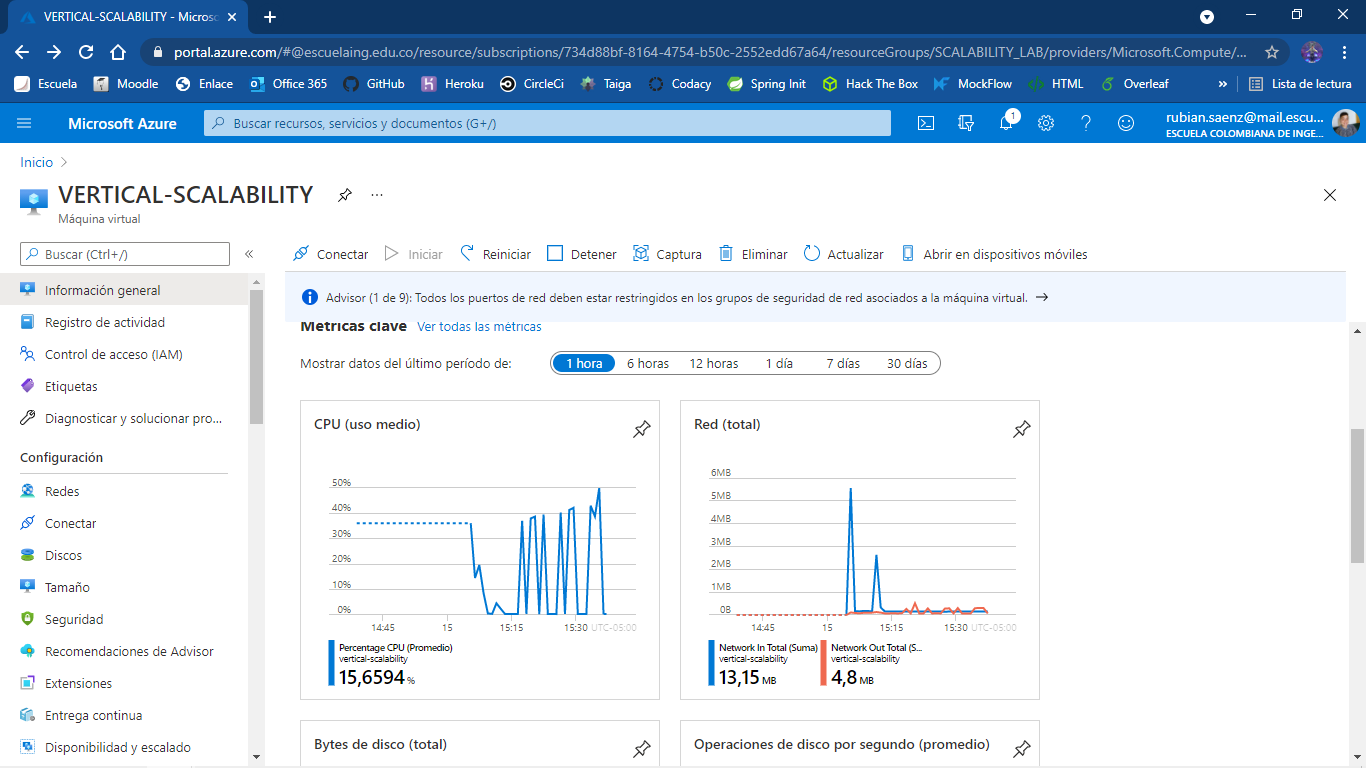 VERTICAL-SCALABILITY - Microso
portal.azure.com/#@escuelaing.edu.co/resource/subscriptions/734d88bf-8164-4754-b50c-2552edd67a64/resourceGroups/SCALABILITY_LAB/providers/Microsoft.Compute/...
Escuela Moodle Enlace Office 365 GitHub Heroku CircleCi Taiga Codacy Spring Init Hack The Box MockFlow HTML Overleaf » Lista de lectura
Microsoft Azure
Buscar recursos, servicios y documentos (G+/)
1
rubian.saenz@mail.escu...
ESCUELA COLOMBIANA DE INGE...
Inicio >
VERTICAL-SCALABILITY
Máquina virtual
Buscar (Ctrl+/)
«
Conectar Iniciar Reiniciar Detener Captura Eliminar Actualizar Abrir en dispositivos móviles
Información general
Registro de actividad
Control de acceso (IAM)
Etiquetas
Diagnosticar y solucionar pro...
Configuración
Redes
Conectar
Discos
Tamaño
Seguridad
Recomendaciones de Advisor
Extensiones
Entrega continua
Disponibilidad y escalado
Advisor (1 de 9): Todos los puertos de red deben estar restringidos en los grupos de seguridad de red asociados a la máquina virtual. →
Métricas clave Ver todas las métricas
Mostrar datos del último período de:
1 hora 6 horas 12 horas 1 día 7 días 30 días
CPU (uso medio)
50%
40%
30%
20%
10%
0%
14:45 15 15:15 15:30 UTC-05:00
Percentage CPU (Promedio)
vertical-scalability
15,6594 %
Red (total)
6MB
5MB
4MB
3MB
2MB
1MB
0B
14:45 15 15:15 15:30 UTC-05:00
Network In Total (Suma)
vertical-scalability
13,15 MB
Network Out Total (S...
vertical-scalability
4,8 MB
Bytes de disco (total)
Operaciones de disco por segundo (promedio)